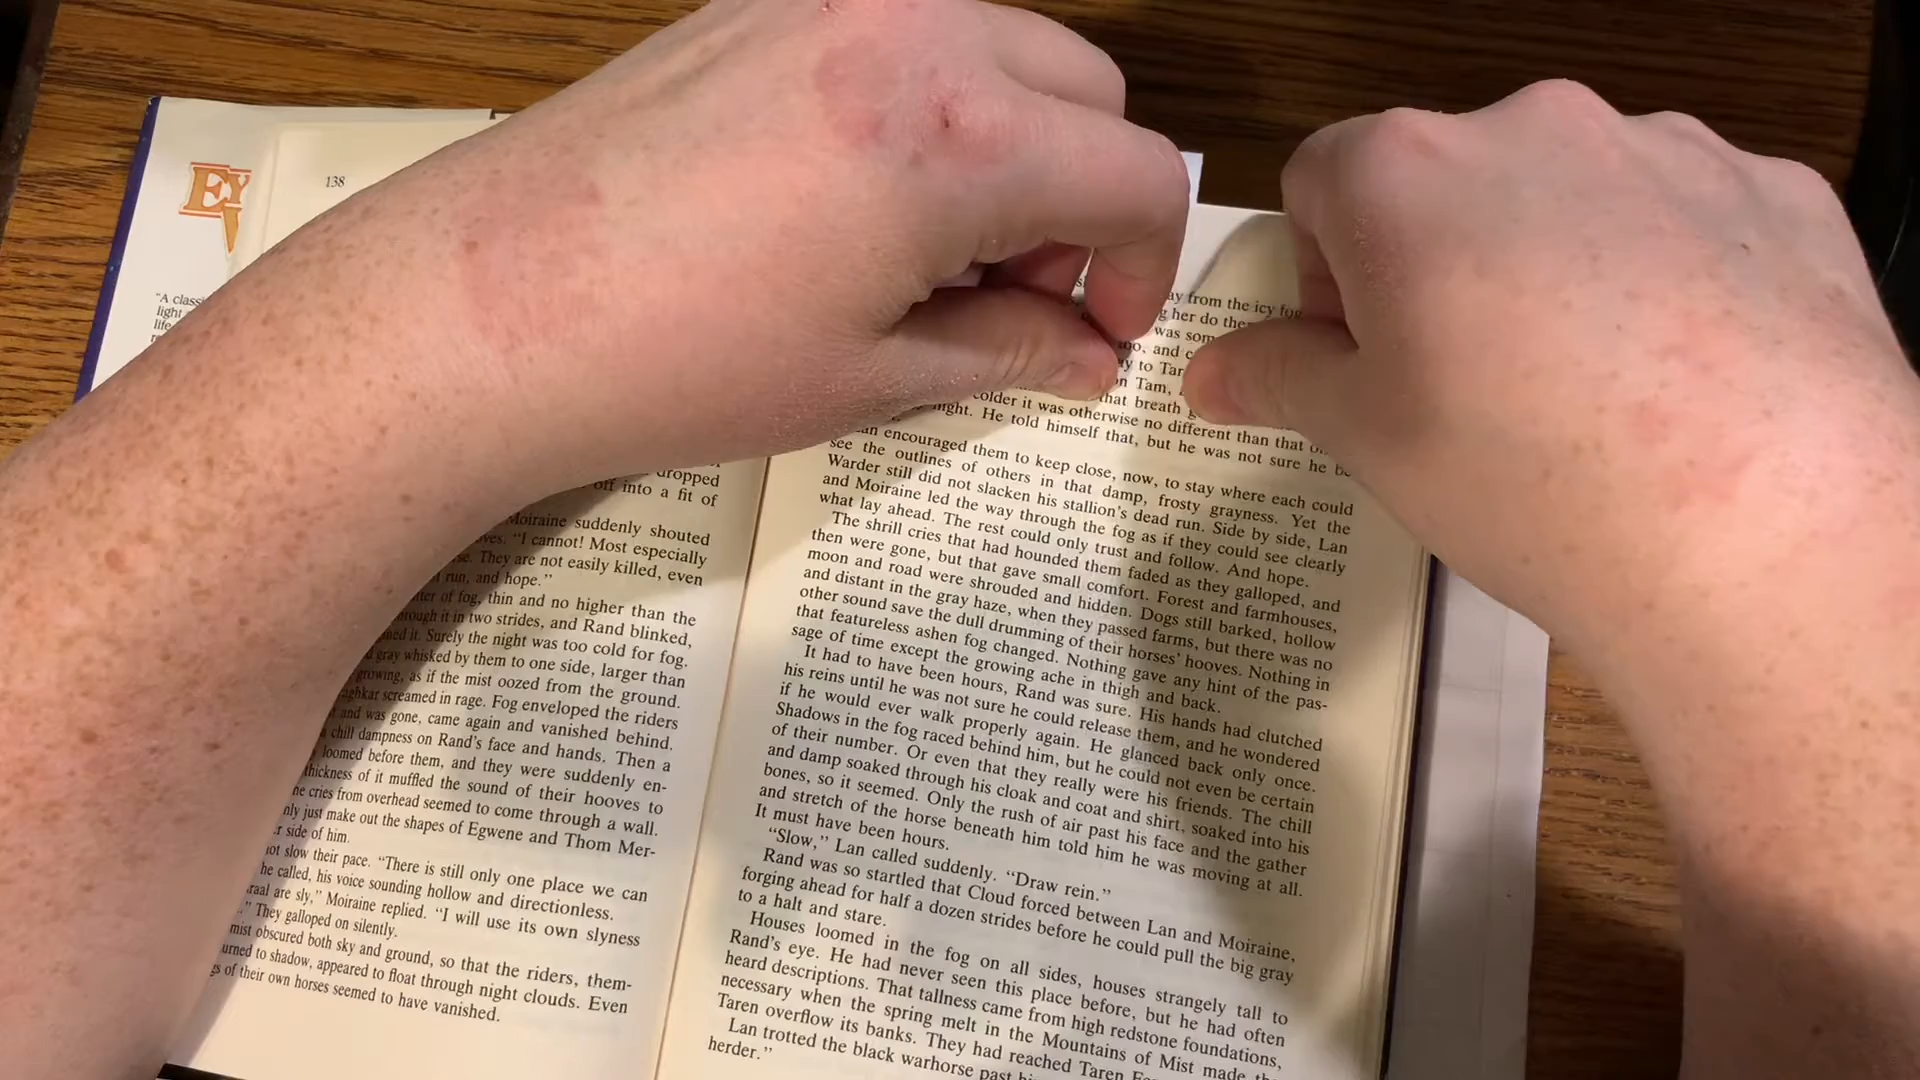 EY
"A class
light
life
138
dropped
off into a fit of
Moiraine suddenly shouted
"I cannot! Most especially
They are not easily killed, even
run, and hope."
of fog, thin and no higher than the
through it in two strides, and Rand blinked,
it. Surely the night was too cold for fog.
gray whisked by them to one side, larger than
growing, as if the mist oozed from the ground.
screamed in rage. Fog enveloped the riders
and was gone, came again and vanished behind.
chill dampness on Rand's face and hands. Then a
loomed before them, and they were suddenly en-
thickness of it muffled the sound of their hooves to
cries from overhead seemed to come through a wall.
only just make out the shapes of Egwene and Thom Mer-
side of him.
not slow their pace. "There is still only one place we can
he called, his voice sounding hollow and directionless.
are sly," Moiraine replied. "I will use its own slyness
." They galloped on silently.
mist obscured both sky and ground, so that the riders, them-
turned to shadow, appeared to float through night clouds. Even
of their own horses seemed to have vanished.
from the icy fog
her do
was
too, and
to
Tam,
that breath
colder it was otherwise no different than that
night. He told himself that, but he was not sure he
encouraged them to keep close, now, to stay where each could
see the outlines of others in that damp, frosty grayness. Yet the
Warder still did not slacken his stallion's dead run. Side by side, Lan
and Moiraine led the way through the fog as if they could see clearly
what lay ahead. The rest could only trust and follow. And hope.
The shrill cries that had hounded them faded as they galloped, and
then were gone, but that gave small comfort. Forest and farmhouses,
moon and road were shrouded and hidden. Dogs still barked, hollow
and distant in the gray haze, when they passed farms, but there was no
other sound save the dull drumming of their horses' hooves. Nothing in
that featureless ashen fog changed. Nothing gave any hint of the pas-
sage of time except the growing ache in thigh and back.
It had to have been hours, Rand was sure. His hands had clutched
his reins until he was not sure he could release them, and he wondered
if he would ever walk properly again. He glanced back only once.
Shadows in the fog raced behind him, but he could not even be certain
of their number. Or even that they really were his friends. The chill
and damp soaked through his cloak and coat and shirt, soaked into his
bones, so it seemed. Only the rush of air past his face and the gather
and stretch of the horse beneath him told him he was moving at all.
It must have been hours.
"Slow," Lan called suddenly. "Draw rein."
Rand was so startled that Cloud forced between Lan and Moiraine,
forging ahead for half a dozen strides before he could pull the big gray
to a halt and stare.
Houses loomed in the fog on all sides, houses strangely tall to
Rand's eye. He had never seen this place before, but he had often
heard descriptions. That tallness came from high redstone foundations,
necessary when the spring melt in the Mountains of Mist made the
Taren overflow its banks. They had reached Taren
Lan trotted the black warhorse past
herder."